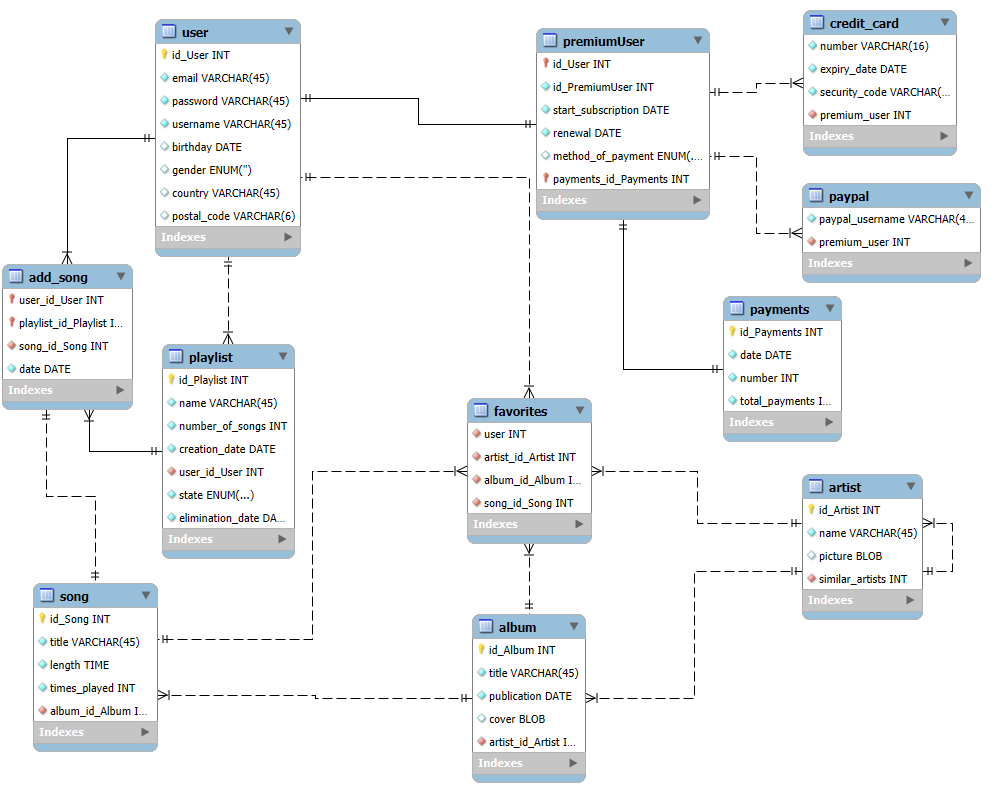 user
id_User INT
email VARCHAR(45)
password VARCHAR(45)
username VARCHAR(45)
birthday DATE
gender ENUM('')
country VARCHAR(45)
postal_code VARCHAR(6)
Indexes
premiumUser
id_User INT
id_PremiumUser INT
start_subscription DATE
renewal DATE
method_of_payment ENUM(....
payments_id_Payments INT
Indexes
credit_card
number VARCHAR(16)
expiry_date DATE
security_code VARCHAR(...
premium_user INT
Indexes
paypal
paypal_username VARCHAR(4...
premium_user INT
Indexes
add_song
user_id_User INT
playlist_id_Playlist I...
song_id_Song INT
date DATE
Indexes
playlist
id_Playlist INT
name VARCHAR(45)
number_of_songs INT
creation_date DATE
user_id_User INT
state ENUM(...)
elimination_date DA...
Indexes
payments
id_Payments INT
date DATE
number INT
total_payments I...
Indexes
favorites
user INT
artist_id_Artist INT
album_id_Album I...
song_id_Song INT
Indexes
artist
id_Artist INT
name VARCHAR(45)
picture BLOB
similar_artists INT
Indexes
song
id_Song INT
title VARCHAR(45)
length TIME
times_played INT
album_id_Album I...
Indexes
album
id_Album INT
title VARCHAR(45)
publication DATE
cover BLOB
artist_id_Artist I...
Indexes